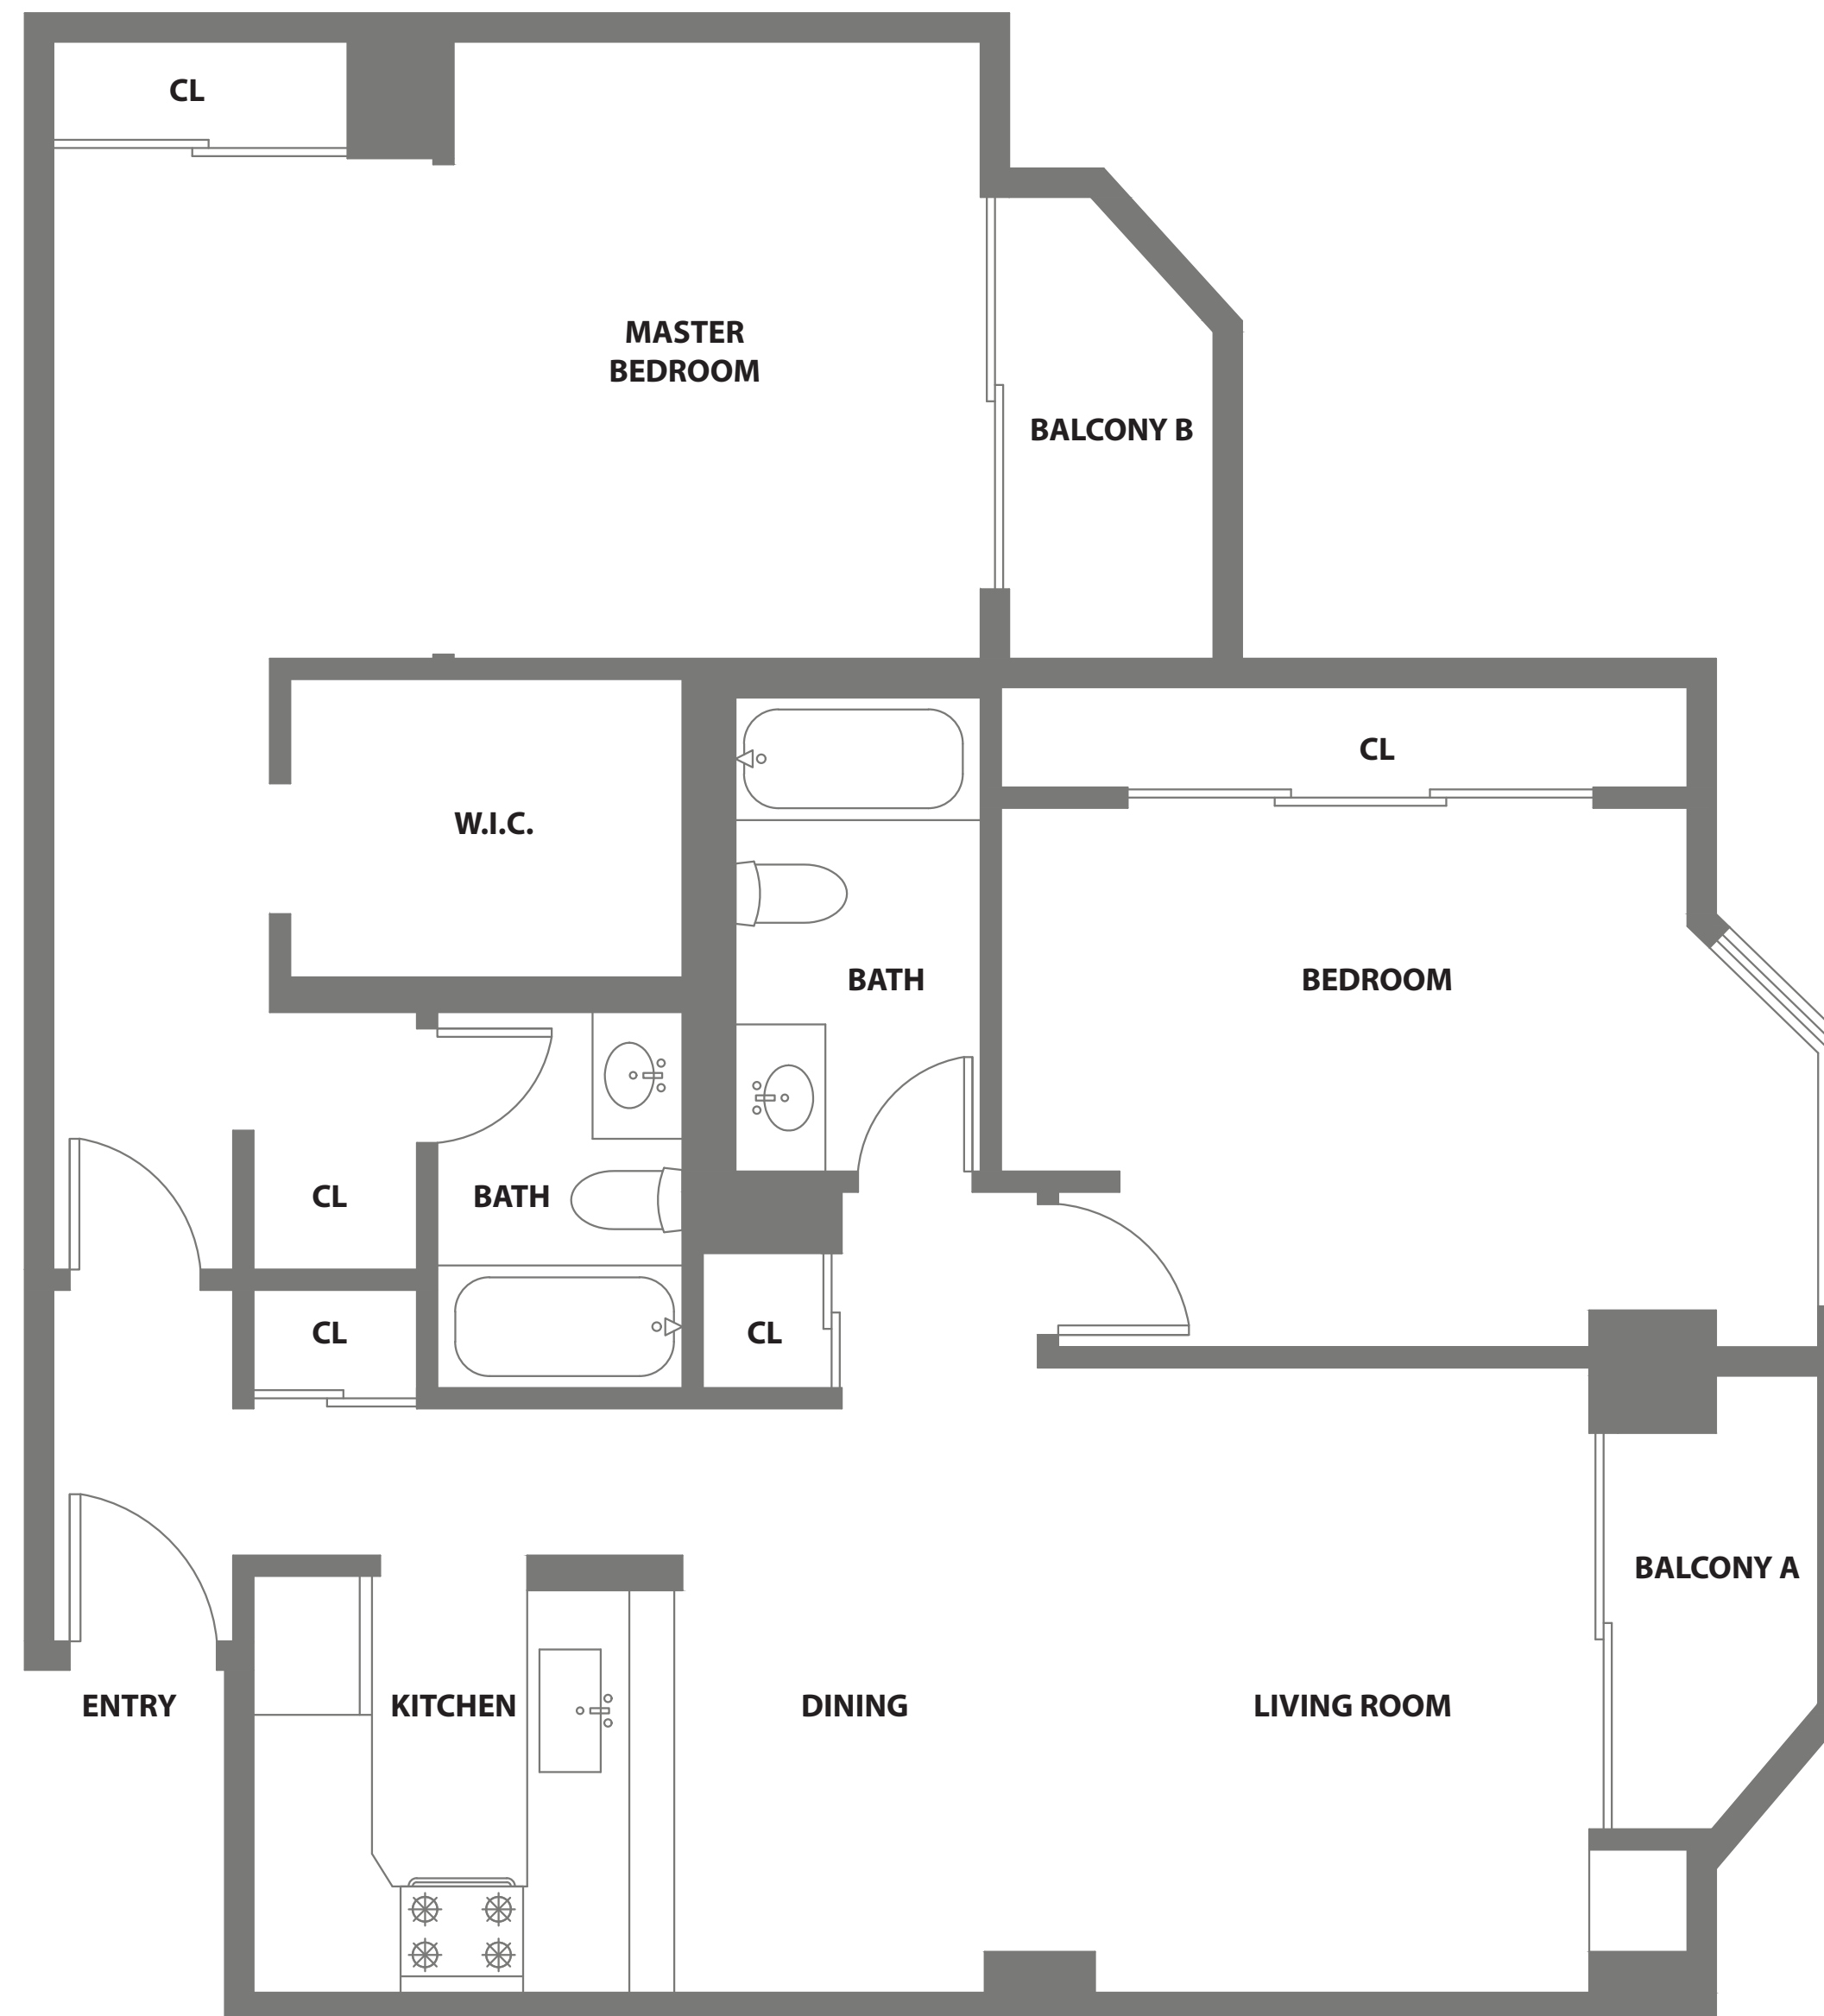 CL
MASTER
BEDROOM
BALCONY B
CL
W.I.C.
BATH
BEDROOM
CL
BATH
CL
CL
BALCONY A
ENTRY
KITCHEN
DINING
LIVING ROOM